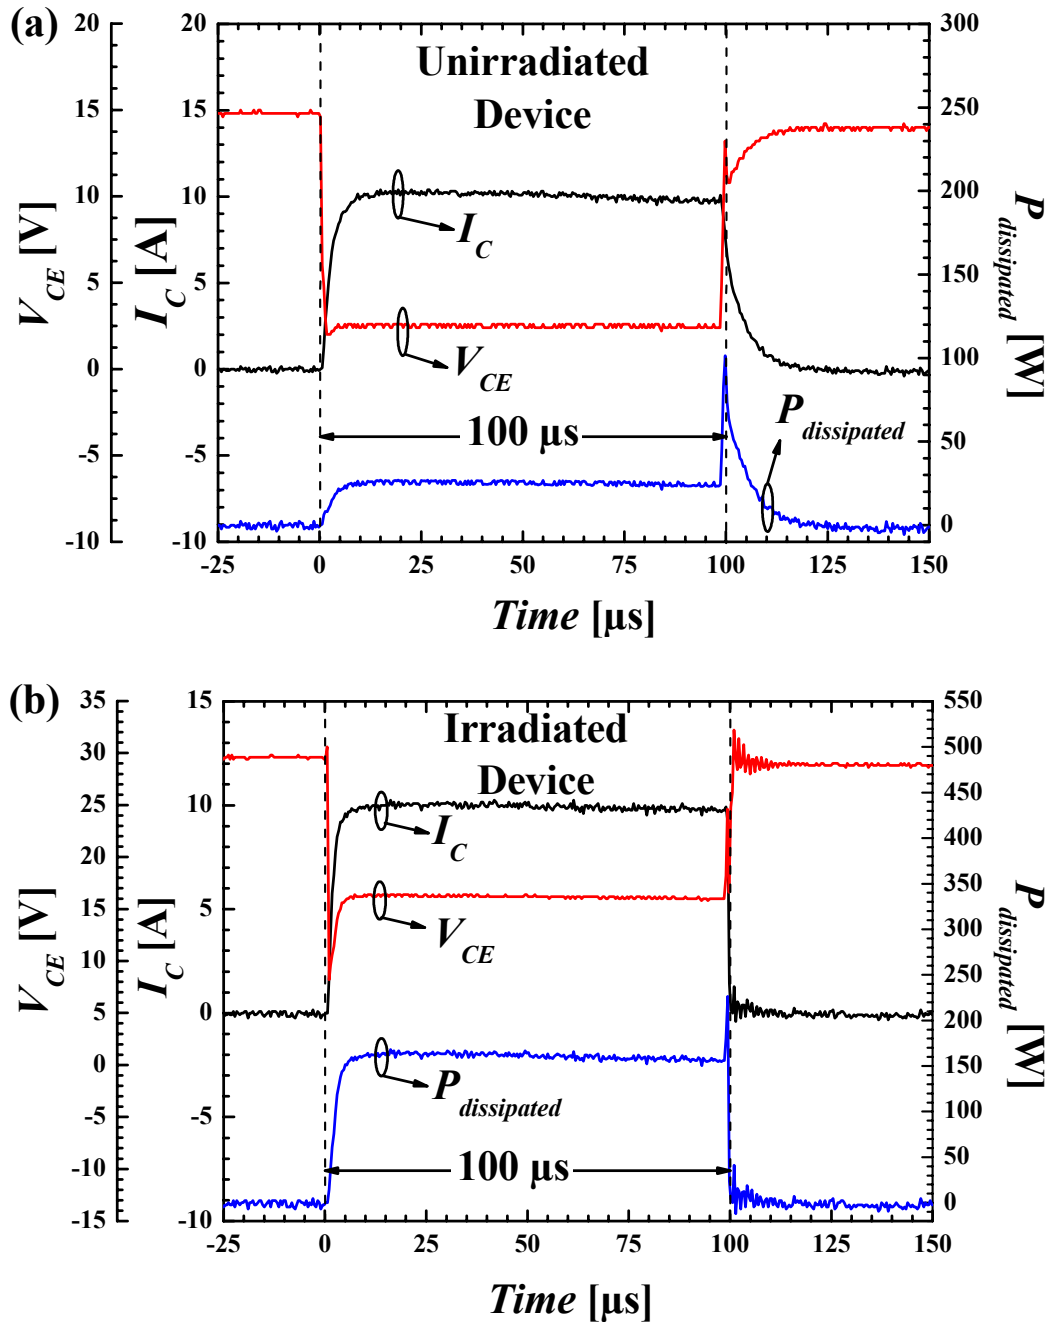 (a)
Unirradiated
Device
I_C
V_CE
P_dissipated
100 µs
V_CE [V]
20
15
10
5
0
-5
-10
I_C [A]
20
15
10
5
0
-5
-10
P_dissipated [W]
300
250
200
150
100
50
0
-25 0 25 50 75 100 125 150
Time [µs]
(b)
Irradiated
Device
I_C
V_CE
P_dissipated
100 µs
V_CE [V]
35
30
25
20
15
10
5
0
-5
-10
-15
I_C [A]
15
10
5
0
-5
-10
P_dissipated [W]
550
500
450
400
350
300
250
200
150
100
50
0
-25 0 25 50 75 100 125 150
Time [µs]